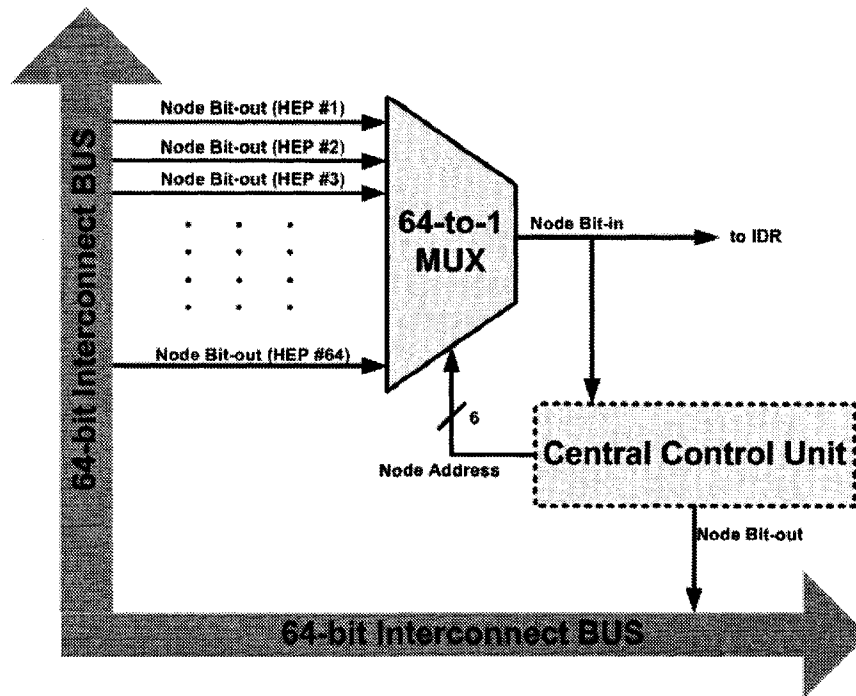 Node Bit-out (HEP #1)
Node Bit-out (HEP #2)
Node Bit-out (HEP #3)
Node Bit-out (HEP #64)
64-bit Interconnect BUS
64-to-1
MUX
Node Bit-in
to IDR
6
Node Address
Central Control Unit
Node Bit-out
64-bit Interconnect BUS